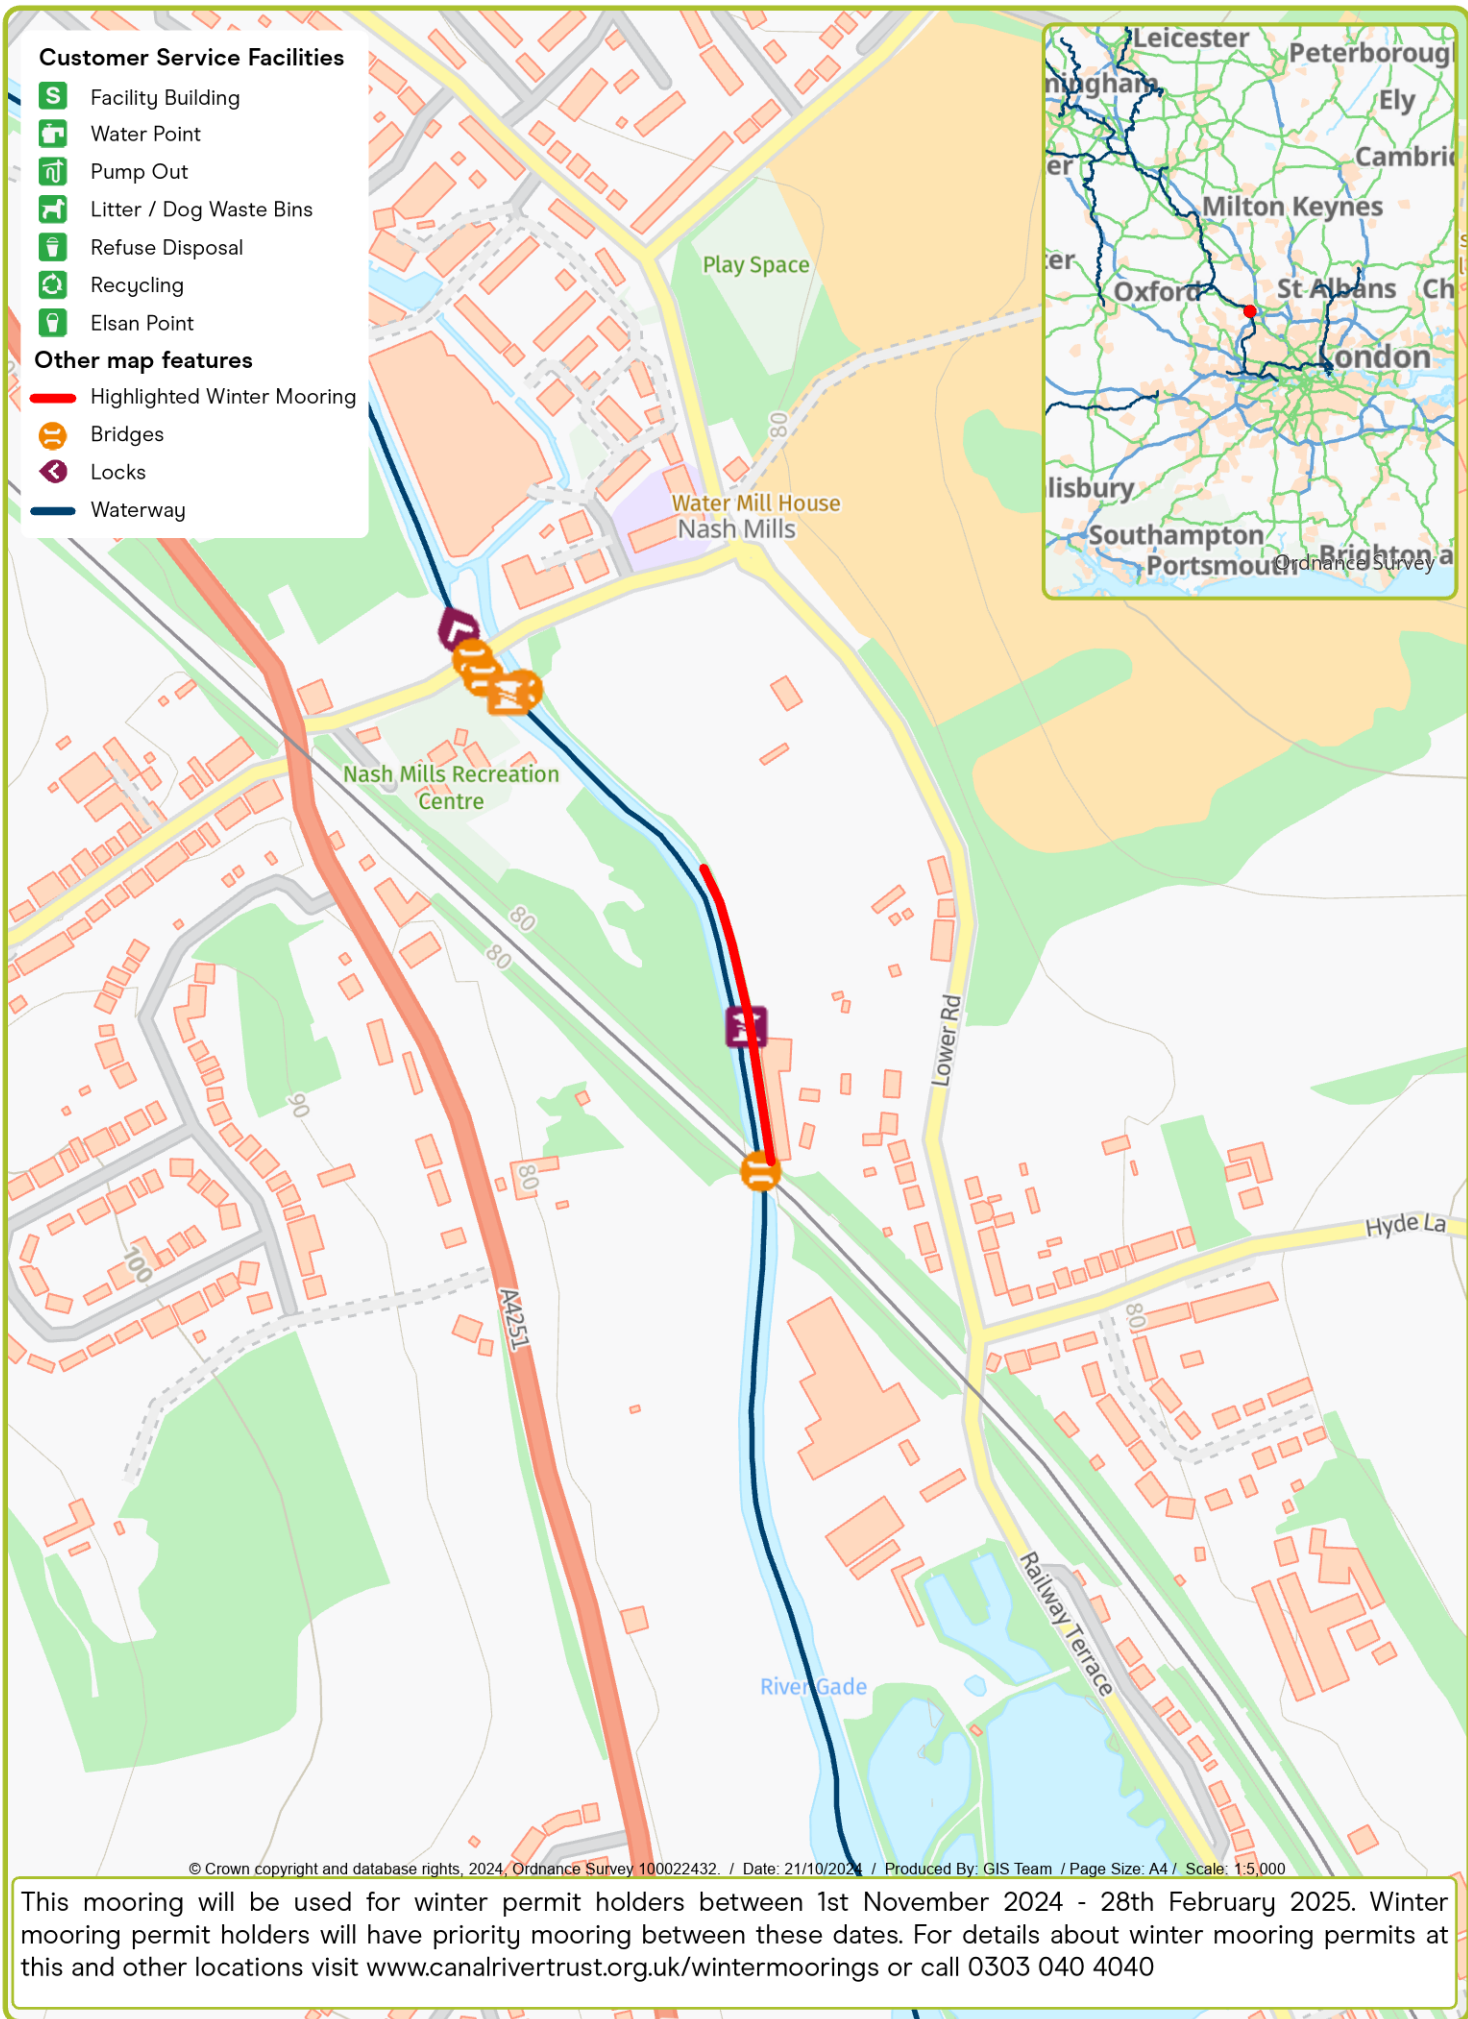 Customer Service Facilities
S
Facility Building
Water Point
Pump Out
Litter / Dog Waste Bins
Refuse Disposal
Recycling
Elsan Point
Other map features
Highlighted Winter Mooring
Bridges
Locks
Waterway
Leicester
Peterboroug
ningham
Ely
Cambri
er
Milton Keynes
ter
Oxford
St Albans
Ch
London
lisbury
Southampton
Brighton a
Portsmouth
Ordnance Survey
Play Space
80
Water Mill House
Nash Mills
Nash Mills Recreation
Centre
80
80
Lower Rd
90
80
100
Hyde La
A4251
80
Railway Terrace
River Gade
© Crown copyright and database rights, 2024, Ordnance Survey 100022432. / Date: 21/10/2024 / Produced By: GIS Team / Page Size: A4 / Scale: 1:5,000
This mooring will be used for winter permit holders between 1st November 2024 - 28th February 2025. Winter
mooring permit holders will have priority mooring between these dates. For details about winter mooring permits at
this and other locations visit www.canalrivertrust.org.uk/wintermoorings or call 0303 040 4040